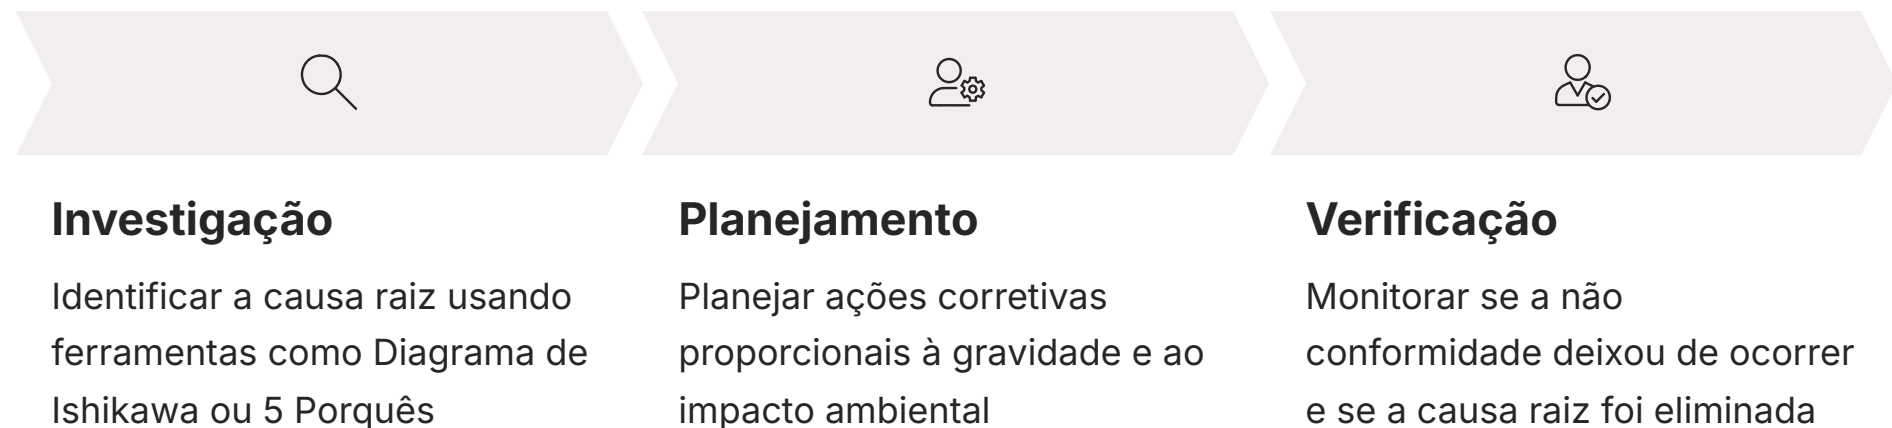 Investigação
Identificar a causa raiz usando
ferramentas como Diagrama de
Ishikawa ou 5 Porquês
Planejamento
Planejar ações corretivas
proporcionais à gravidade e ao
impacto ambiental
Verificação
Monitorar se a não
conformidade deixou de ocorrer
e se a causa raiz foi eliminada